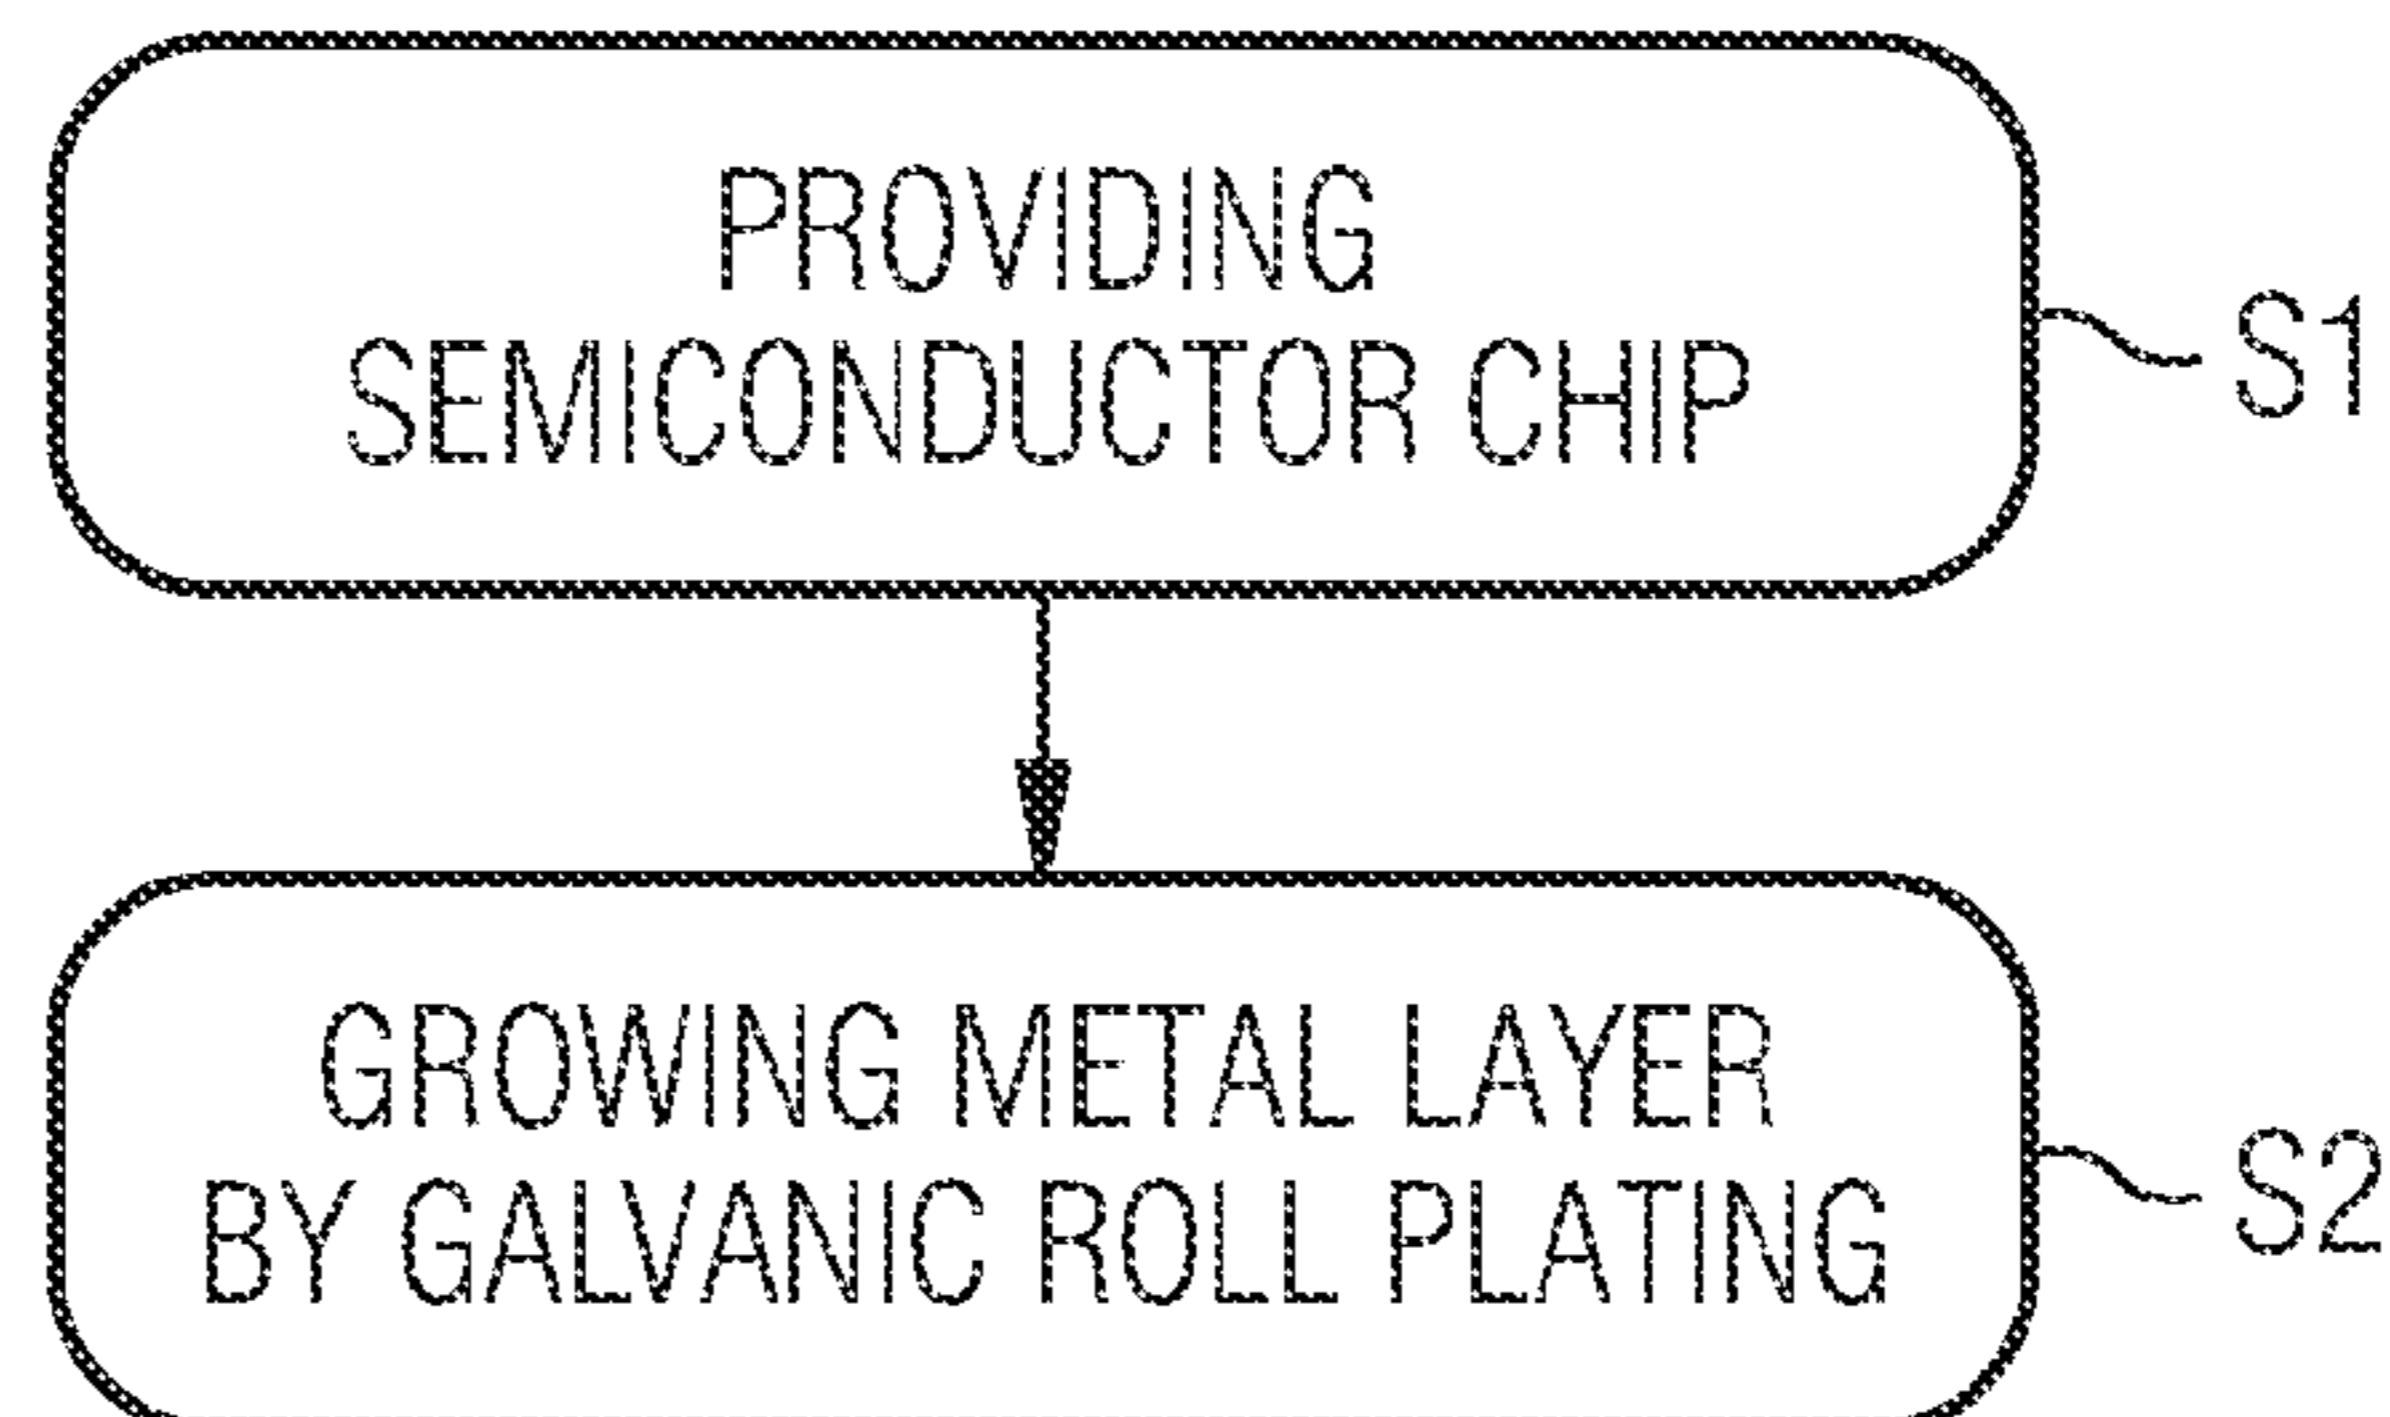 PROVIDING
SEMICONDUCTOR CHIP
S1
GROWING METAL LAYER
BY GALVANIC ROLL PLATING
S2